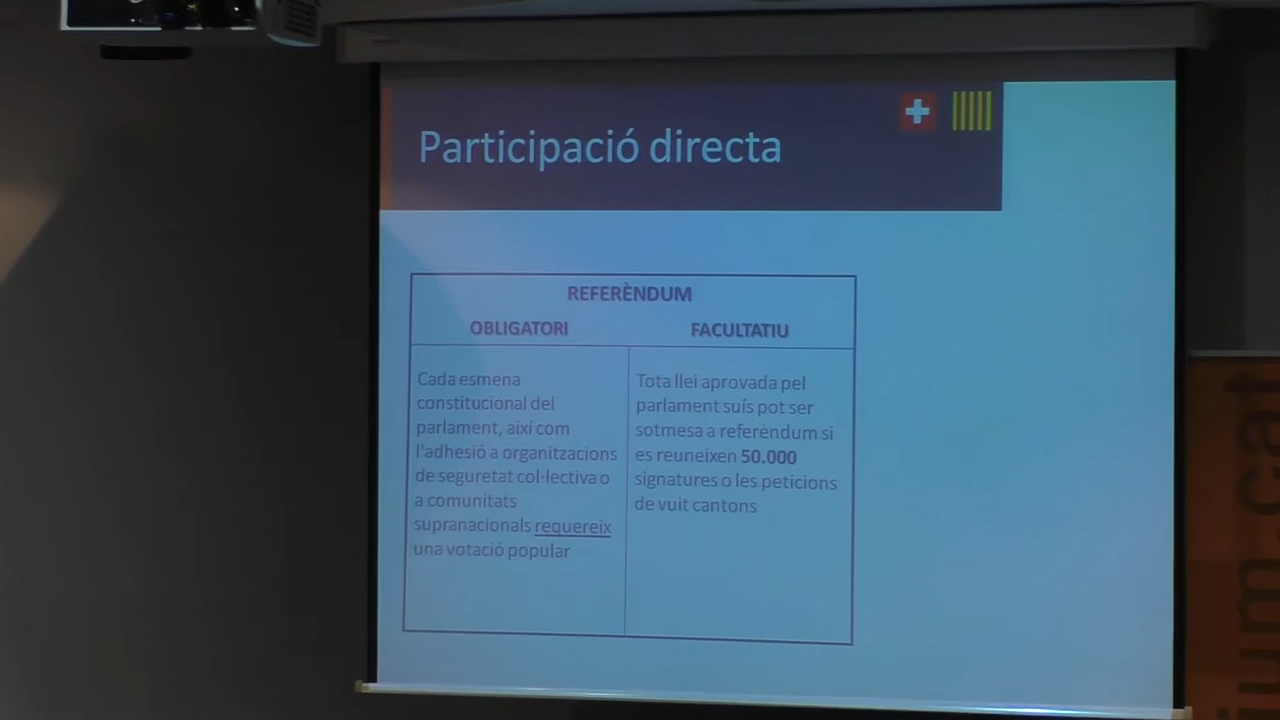 Participació directa
REFERÈNDUM
OBLIGATORI
FACULTATIU
Cada esmena
constitucional del
parlament, així com
l'adhesió a organitzacions
de seguretat col·lectiva o
a comunitats
supranacionals requereix
una votació popular
Tota llei aprovada pel
parlament suís pot ser
sotmesa a referèndum si
es reuneixen 50.000
signatures o les peticions
de vuit cantons
ium.cat